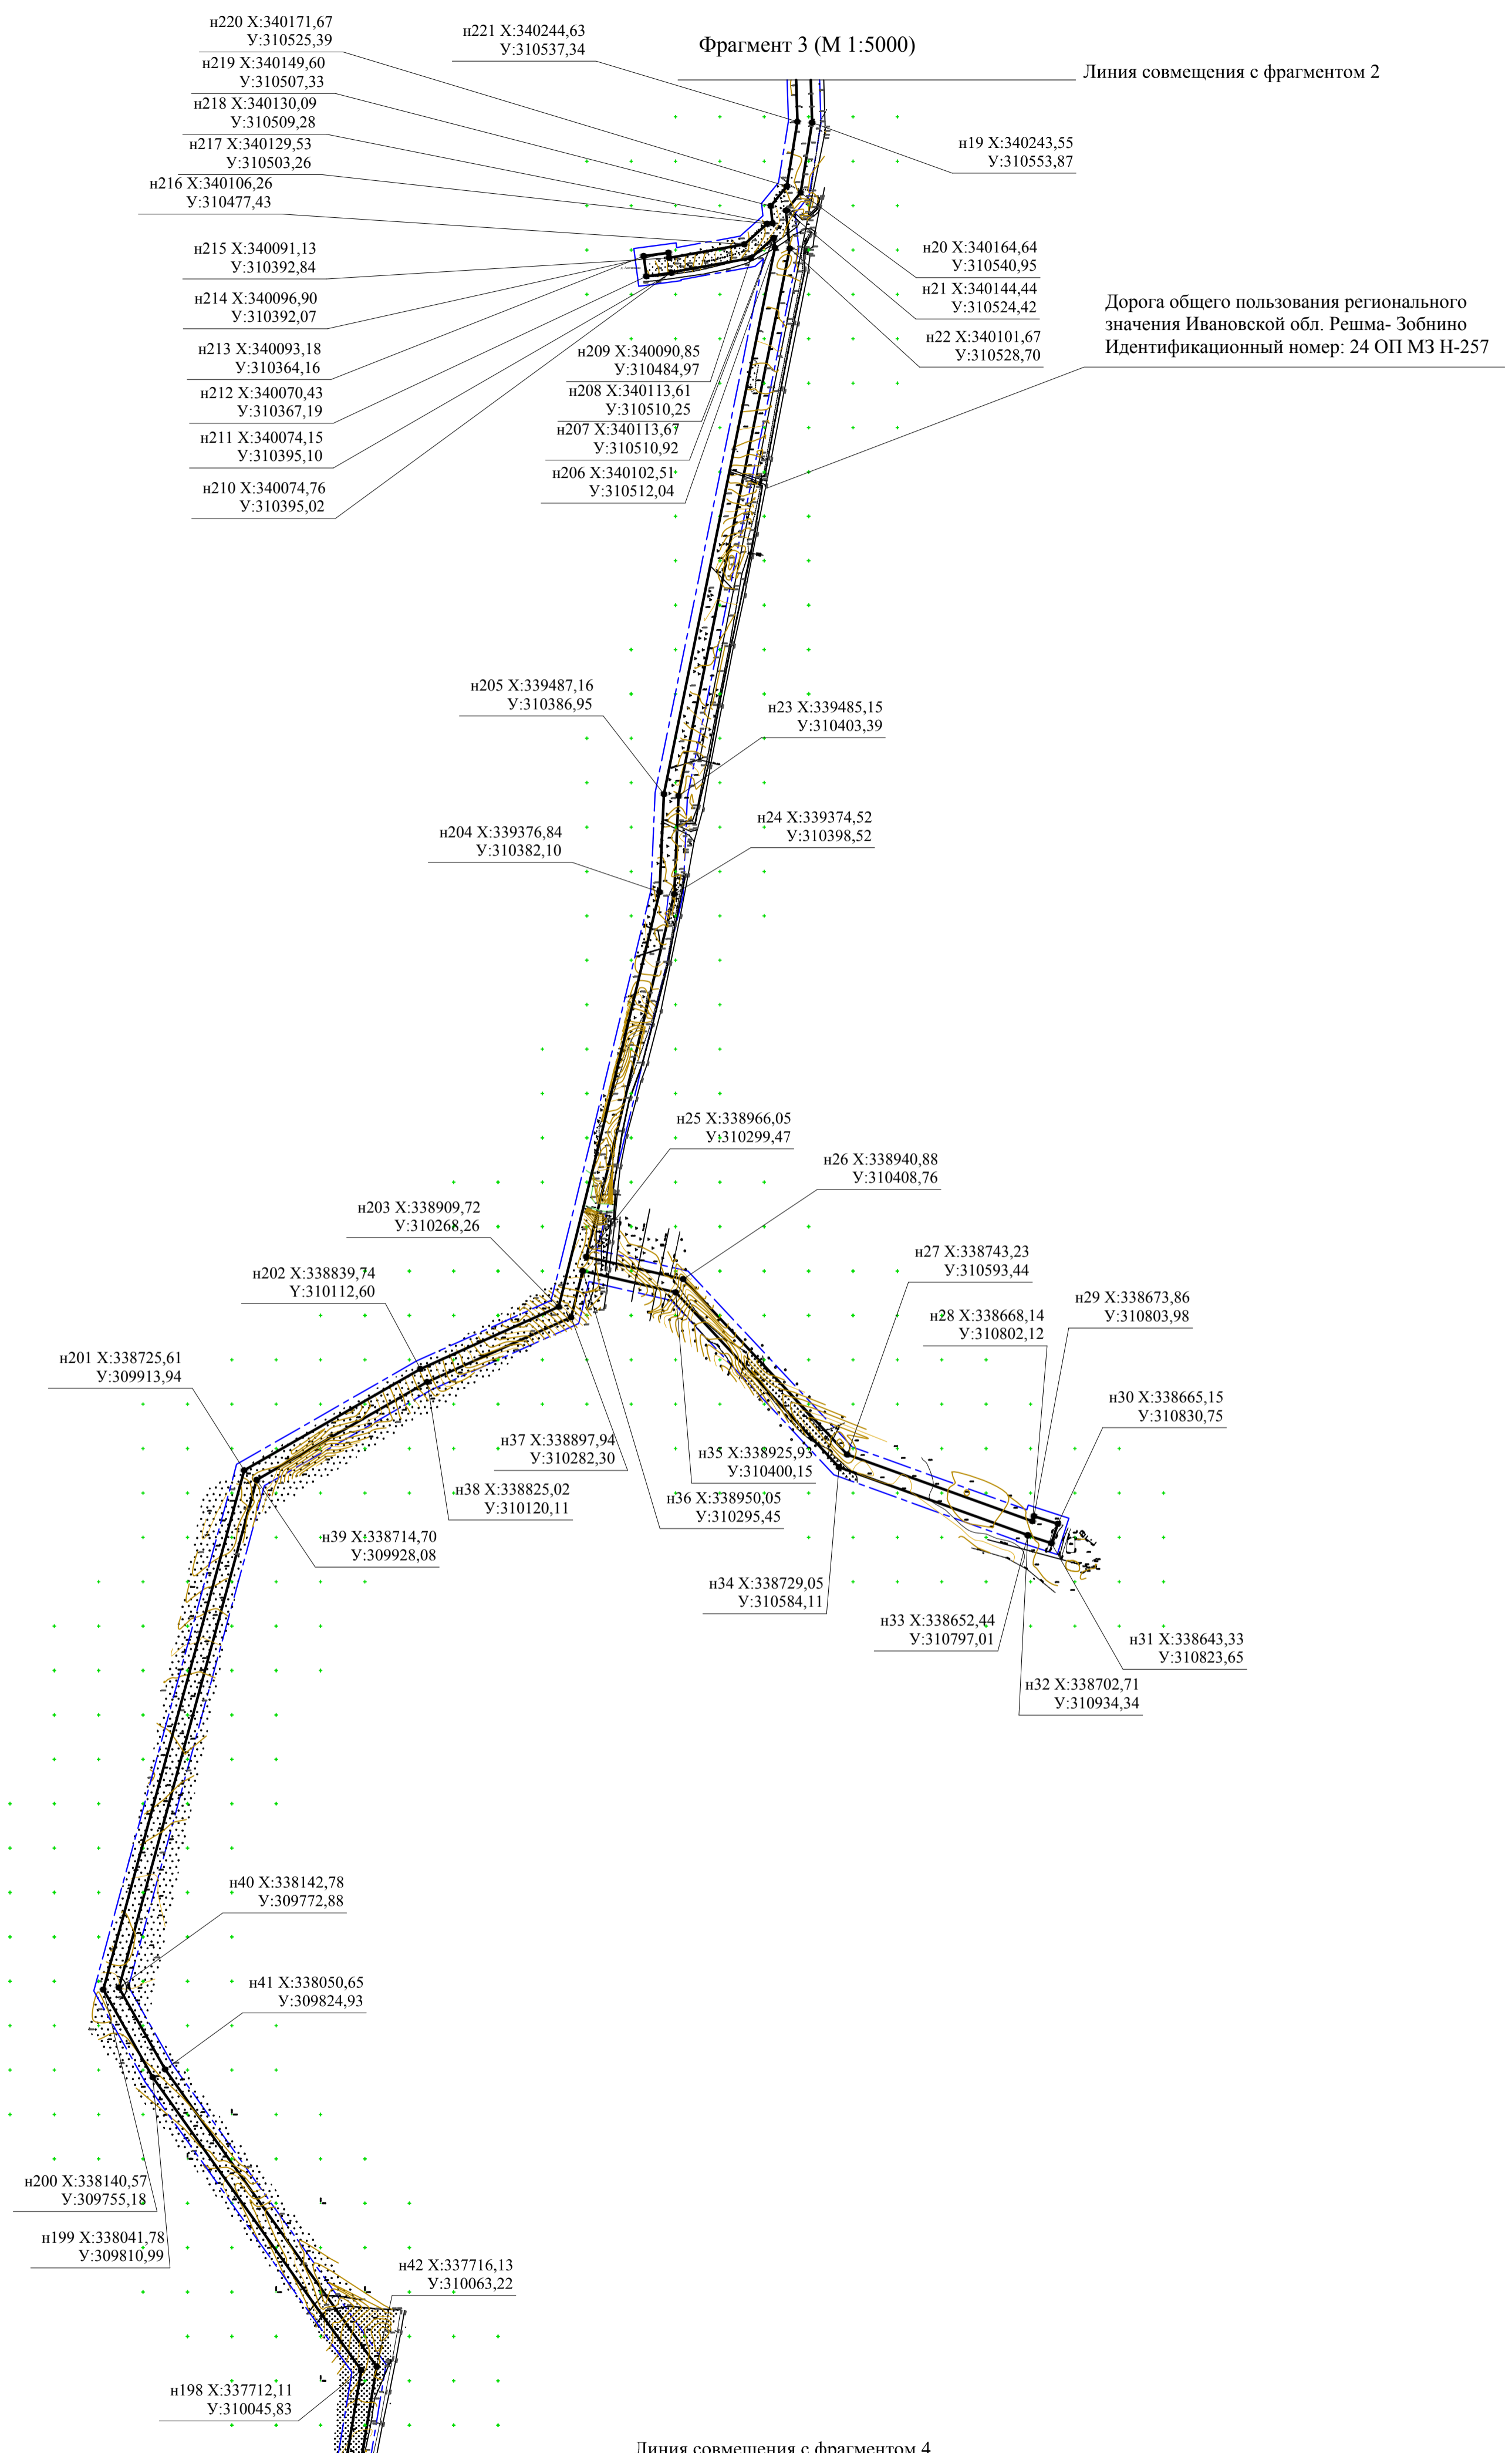 Фрагмент 3 (М 1:5000)
Линия совмещения с фрагментом 2
н220 Х:340171,67
У:310525,39
н221 Х:340244,63
У:310537,34
н219 Х:340149,60
У:310507,33
н218 Х:340130,09
У:310509,28
н217 Х:340129,53
У:310503,26
н216 Х:340106,26
У:310477,43
н19 Х:340243,55
У:310553,87
н215 Х:340091,13
У:310392,84
н20 Х:340164,64
У:310540,95
н214 Х:340096,90
У:310392,07
н21 Х:340144,44
У:310524,42
Дорога общего пользования регионального
значения Ивановской обл. Решма- Зобнино
Идентификационный номер: 24 ОП МЗ Н-257
н22 Х:340101,67
У:310528,70
н213 Х:340093,18
У:310364,16
н209 Х:340090,85
У:310484,97
н212 Х:340070,43
У:310367,19
н208 Х:340113,61
У:310510,25
н211 Х:340074,15
У:310395,10
н207 Х:340113,67
У:310510,92
н210 Х:340074,76
У:310395,02
н206 Х:340102,51
У:310512,04
н205 Х:339487,16
У:310386,95
н23 Х:339485,15
У:310403,39
н204 Х:339376,84
У:310382,10
н24 Х:339374,52
У:310398,52
н25 Х:338966,05
У:310299,47
н26 Х:338940,88
У:310408,76
н203 Х:338909,72
У:310268,26
н27 Х:338743,23
У:310593,44
н202 Х:338839,74
Y:310112,60
н28 Х:338668,14
У:310802,12
н29 Х:338673,86
У:310803,98
н201 Х:338725,61
У:309913,94
н30 Х:338665,15
У:310830,75
н37 Х:338897,94
У:310282,30
н35 Х:338925,93
У:310400,15
н38 Х:338825,02
У:310120,11
н36 Х:338950,05
У:310295,45
н39 Х:338714,70
У:309928,08
н34 Х:338729,05
У:310584,11
н33 Х:338652,44
У:310797,01
н31 Х:338643,33
У:310823,65
н32 Х:338702,71
У:310934,34
н40 Х:338142,78
У:309772,88
н41 Х:338050,65
У:309824,93
н200 Х:338140,57
У:309755,18
н199 Х:338041,78
У:309810,99
н42 Х:337716,13
У:310063,22
н198 Х:337712,11
У:310045,83
Линия совмещения с фрагментом 4